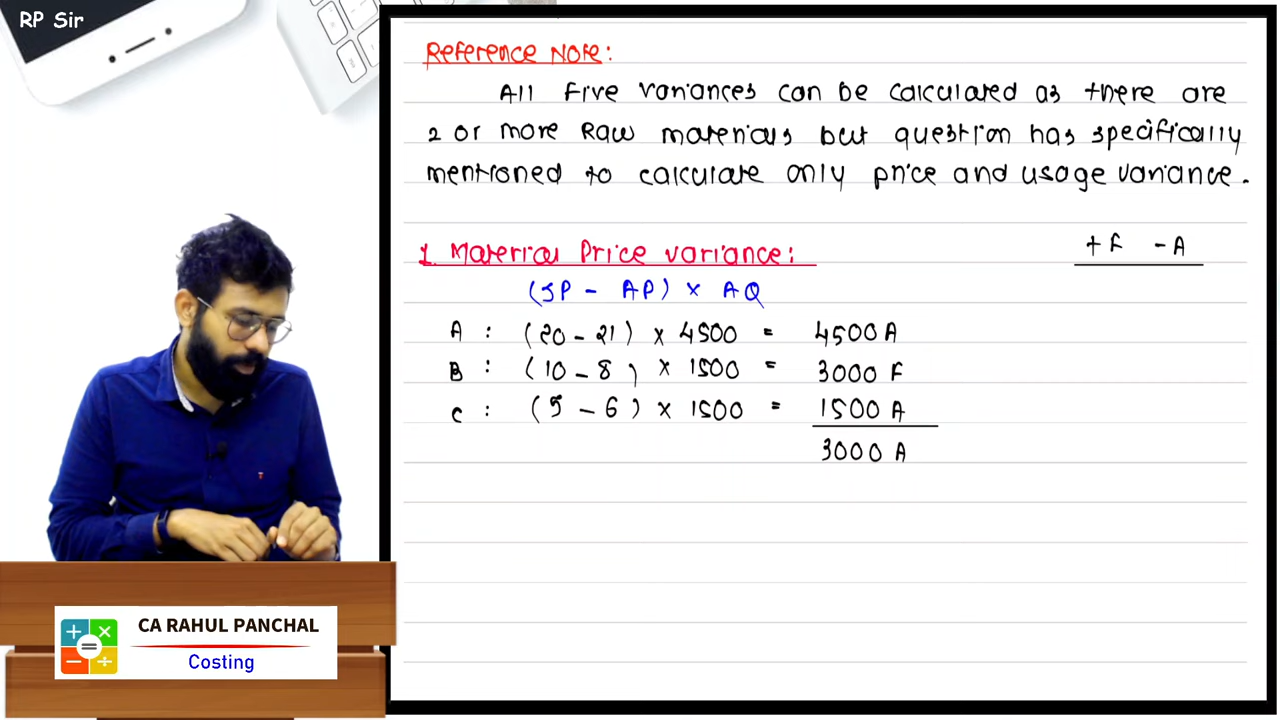 RP Sir
Reference Note:
All Five variances can be calculated as there are
2 or more Raw materials but question has specifically
mentioned to calculate only price and usage variance.
1. Material Price variance:
+ F - A
(SP - AP) × AQ
A : (20 - 21) × 4500 = 4500 A
B : (10 - 8) × 1500 = 3000 F
C : (5 - 6) × 1500 = 1500 A
3000 A
CA RAHUL PANCHAL
Costing